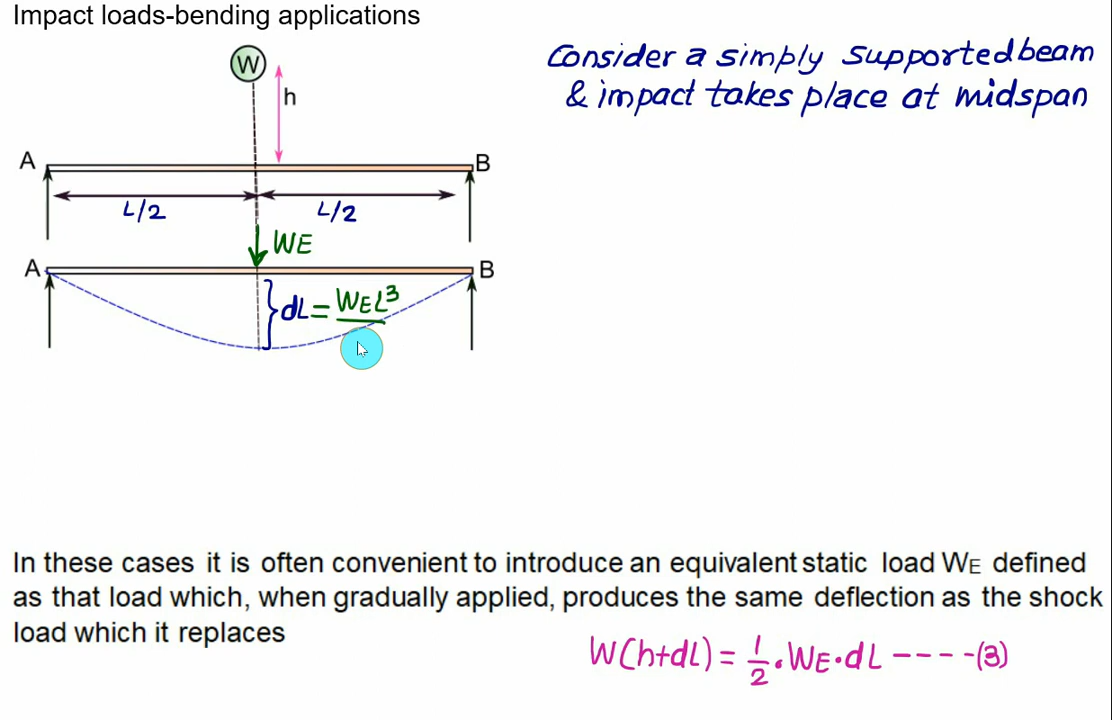 Impact loads-bending applications
Consider a simply supported beam
& impact takes place at midspan
W
h
A
B
L/2
L/2
WE
A
B
dL = WEL³
In these cases it is often convenient to introduce an equivalent static load WE defined
as that load which, when gradually applied, produces the same deflection as the shock
load which it replaces
W(h+dL) = 1/2 . WE . dL ---- -(3)